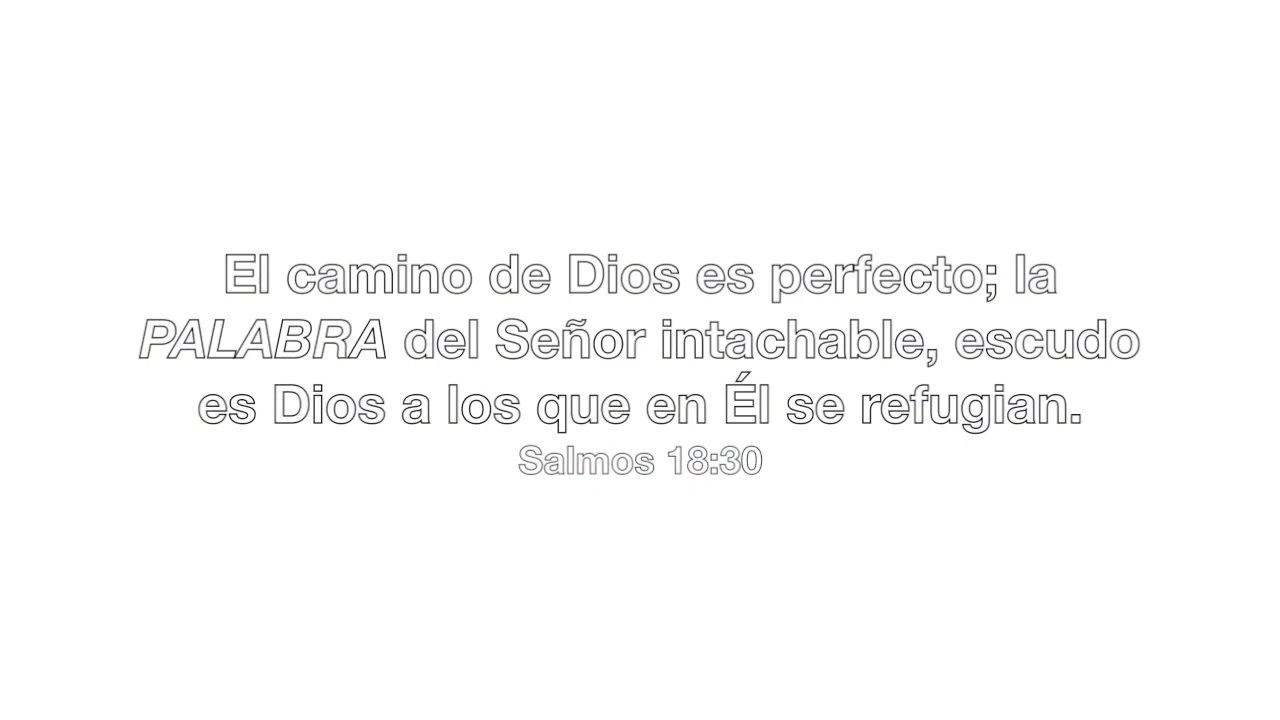 El camino de Dios es perfecto; la
PALABRA del Señor intachable, escudo
es Dios a los que en Él se refugian.
Salmos 18:30